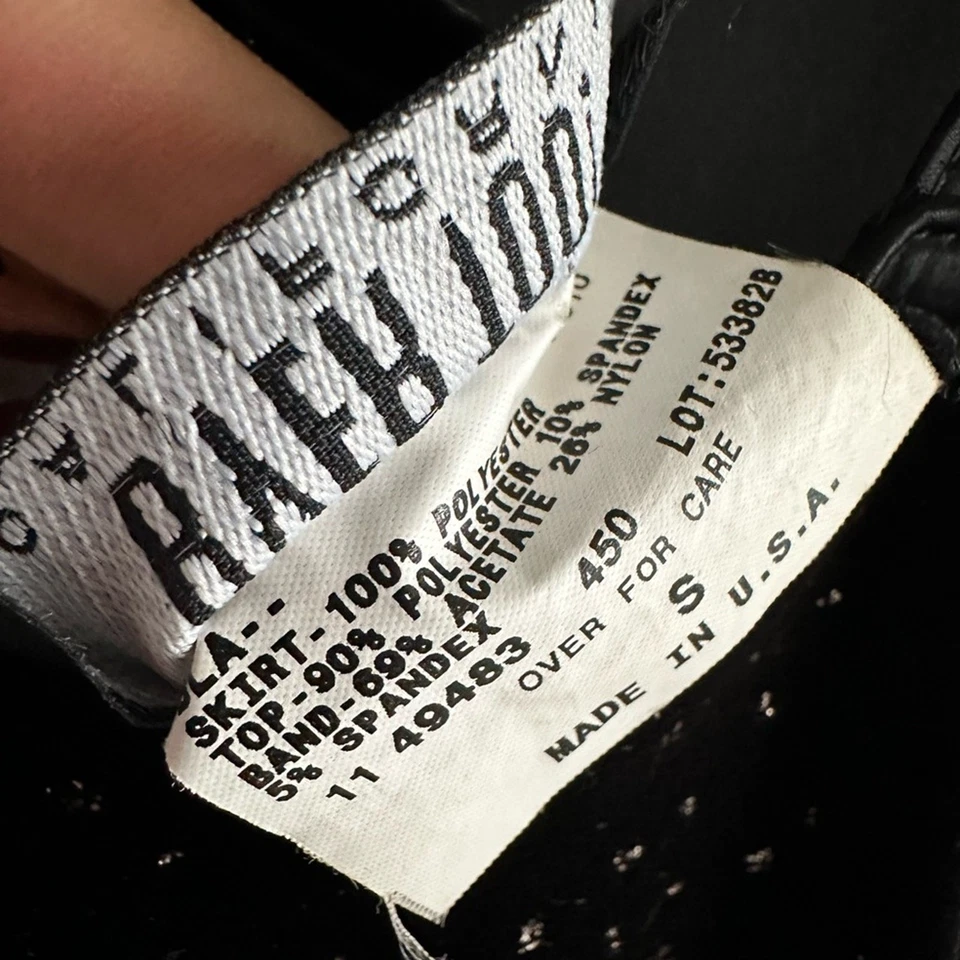 LA--
SKIRT-100% POLYESTER
TOP-90% POLYESTER 10% SPANDEX
BAND-69% ACETATE 26% NYLON
5% SPANDEX
11 49483 450 LOT:53382B
OVER FOR CARE
S
MADE IN U.S.A.